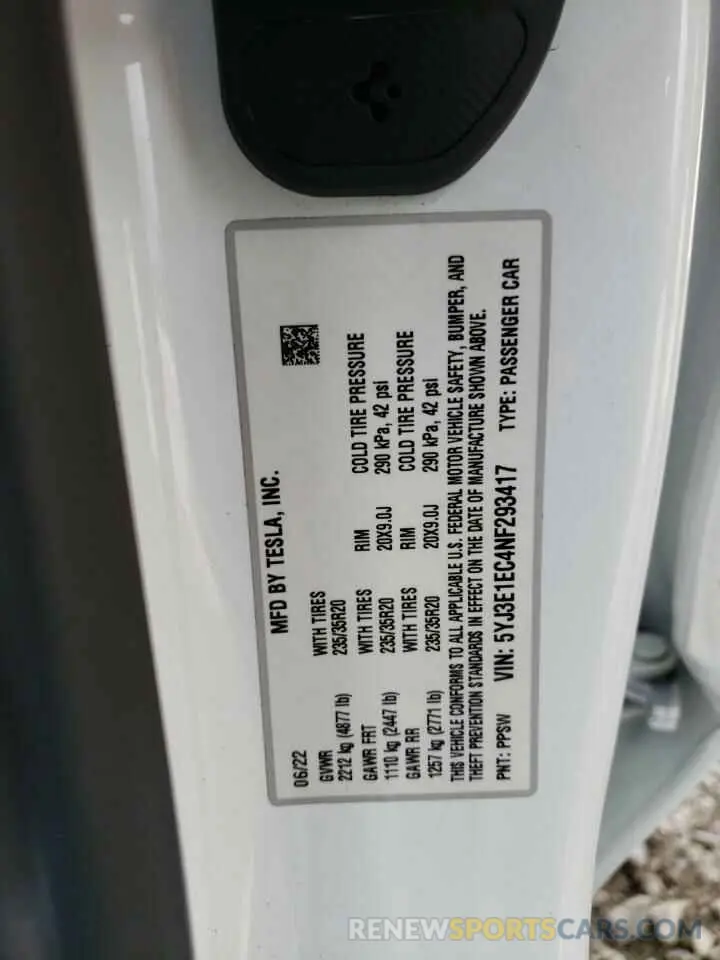 MFD BY TESLA, INC.
06/22
GVWR WITH TIRES
2212 kg (4877 lb) 235/35R20
GAWR FRT WITH TIRES RIM COLD TIRE PRESSURE
1110 kg (2447 lb) 235/35R20 20X9.0J 290 kPa, 42 psi
GAWR RR WITH TIRES RIM COLD TIRE PRESSURE
1257 kg (2771 lb) 235/35R20 20X9.0J 290 kPa, 42 psi
THIS VEHICLE CONFORMS TO ALL APPLICABLE U.S. FEDERAL MOTOR VEHICLE SAFETY, BUMPER, AND
THEFT PREVENTION STANDARDS IN EFFECT ON THE DATE OF MANUFACTURE SHOWN ABOVE.
PNT: PPSW VIN: 5YJ3E1EC4NF293417 TYPE: PASSENGER CAR
RENEWSPORTSCARS.COM